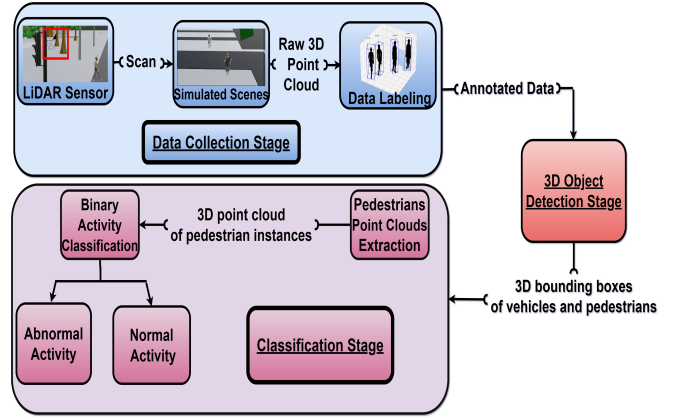 LiDAR Sensor
Scan
Simulated Scenes
Raw 3D
Point
Cloud
Data Labeling
Data Collection Stage
Annotated Data
3D Object
Detection Stage
3D bounding boxes
of vehicles and pedestrians
Pedestrians
Point Clouds
Extraction
3D point cloud
of pedestrian instances
Binary
Activity
Classification
Abnormal
Activity
Normal
Activity
Classification Stage